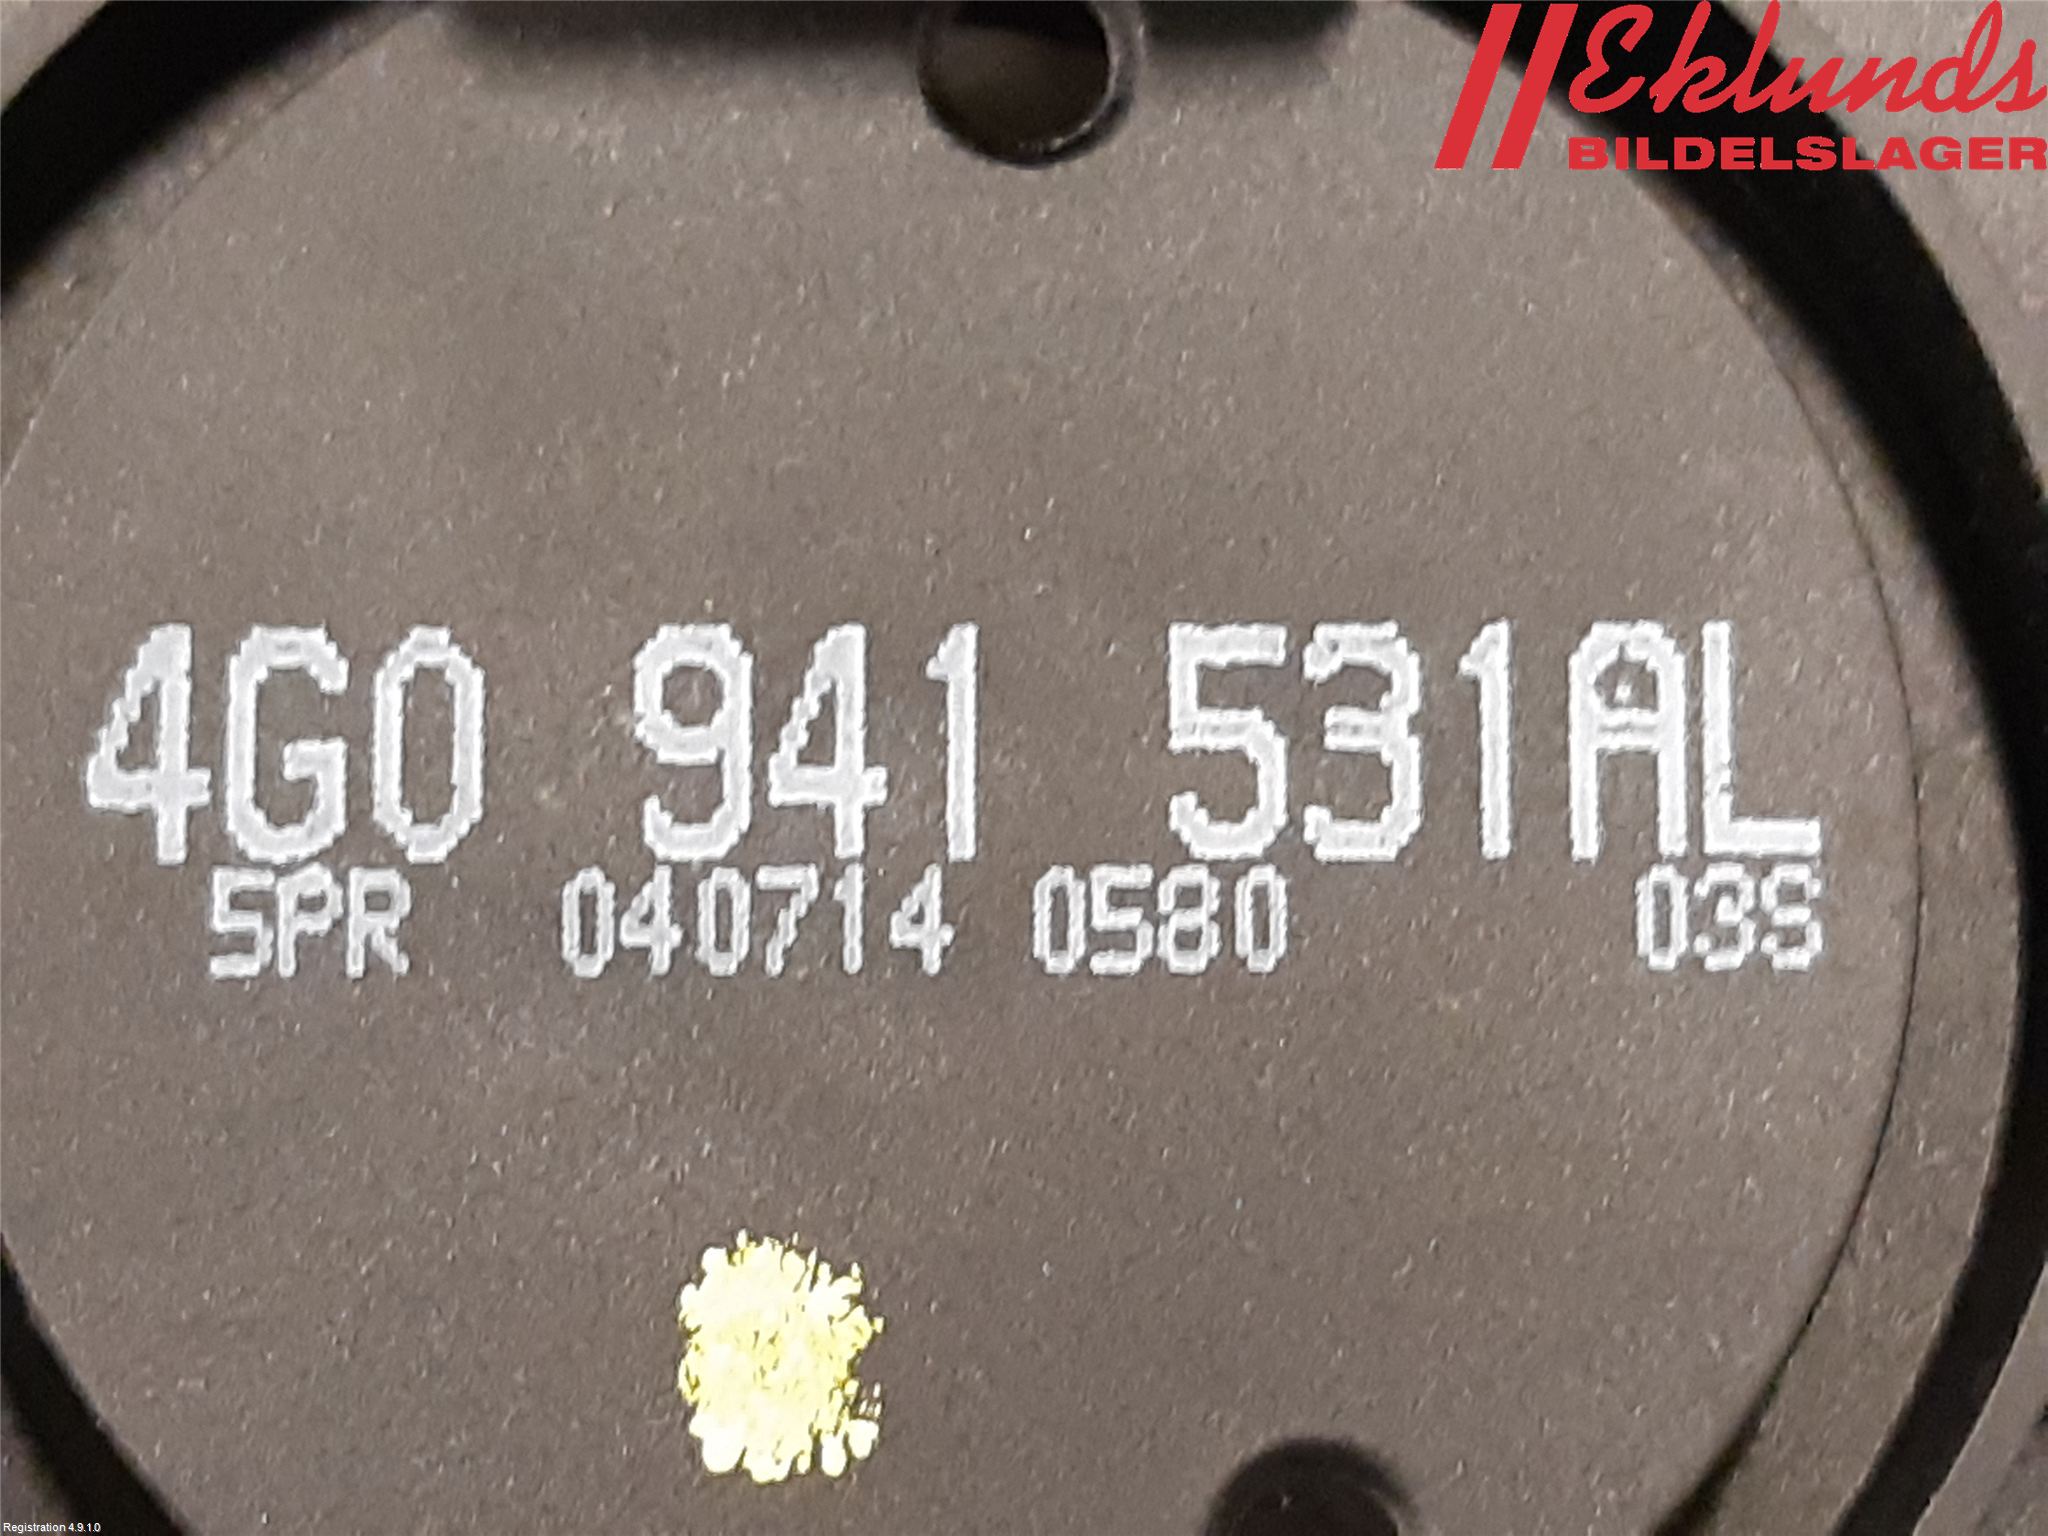 Eklunds
BILDELSLAGER
4G0 941 531AL
5PR 040714 0580 03S
Registration 4.9.1.0